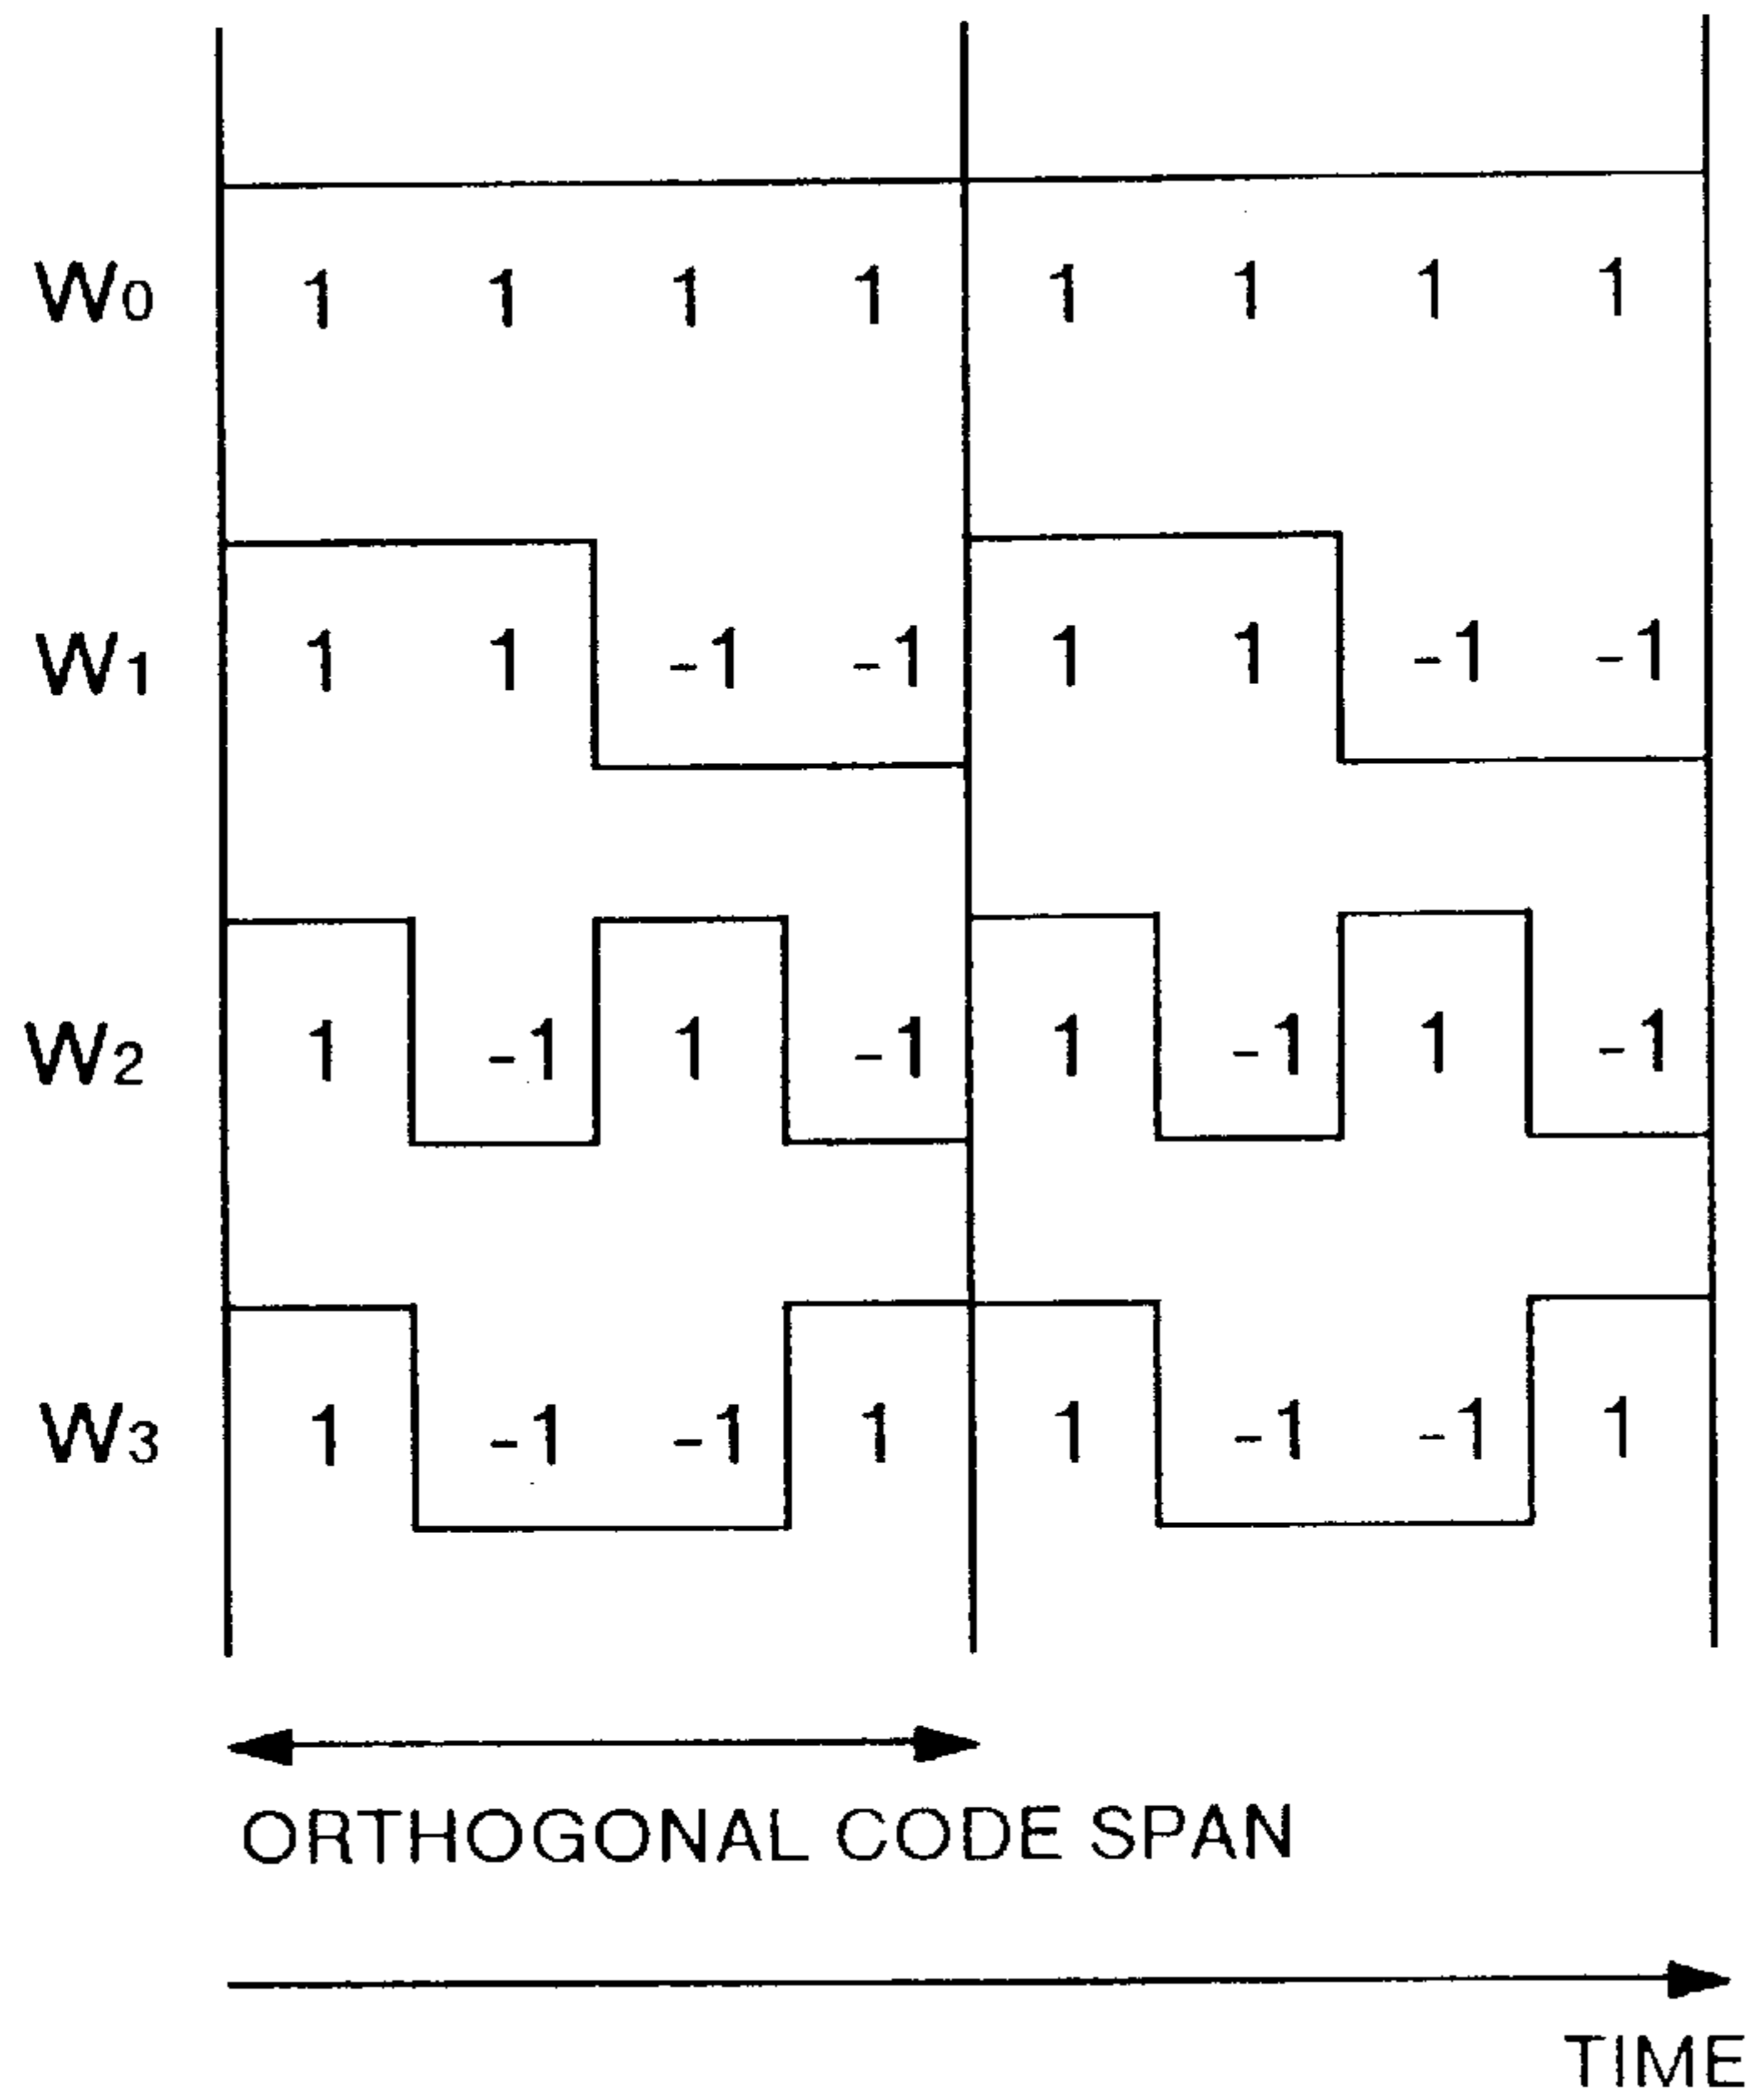 W0 1 1 1 1 1 1 1 1
W1 1 1 -1 -1 1 1 -1 -1
W2 1 -1 1 -1 1 -1 1 -1
W3 1 -1 -1 1 1 -1 -1 1
ORTHOGONAL CODE SPAN
TIME